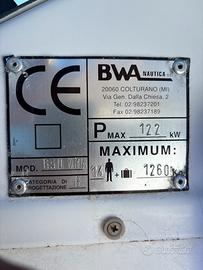 CE
BWA
NAUTICA
20060 COLTURANO (MI)
Via Gen. Dalla Chiesa, 2
Tel. 02-98237201
Fax 02-98237189
P MAX 122 kW
MAXIMUM:
1260
MOD.
CATEGORIA DI
PROGETTAZIONE